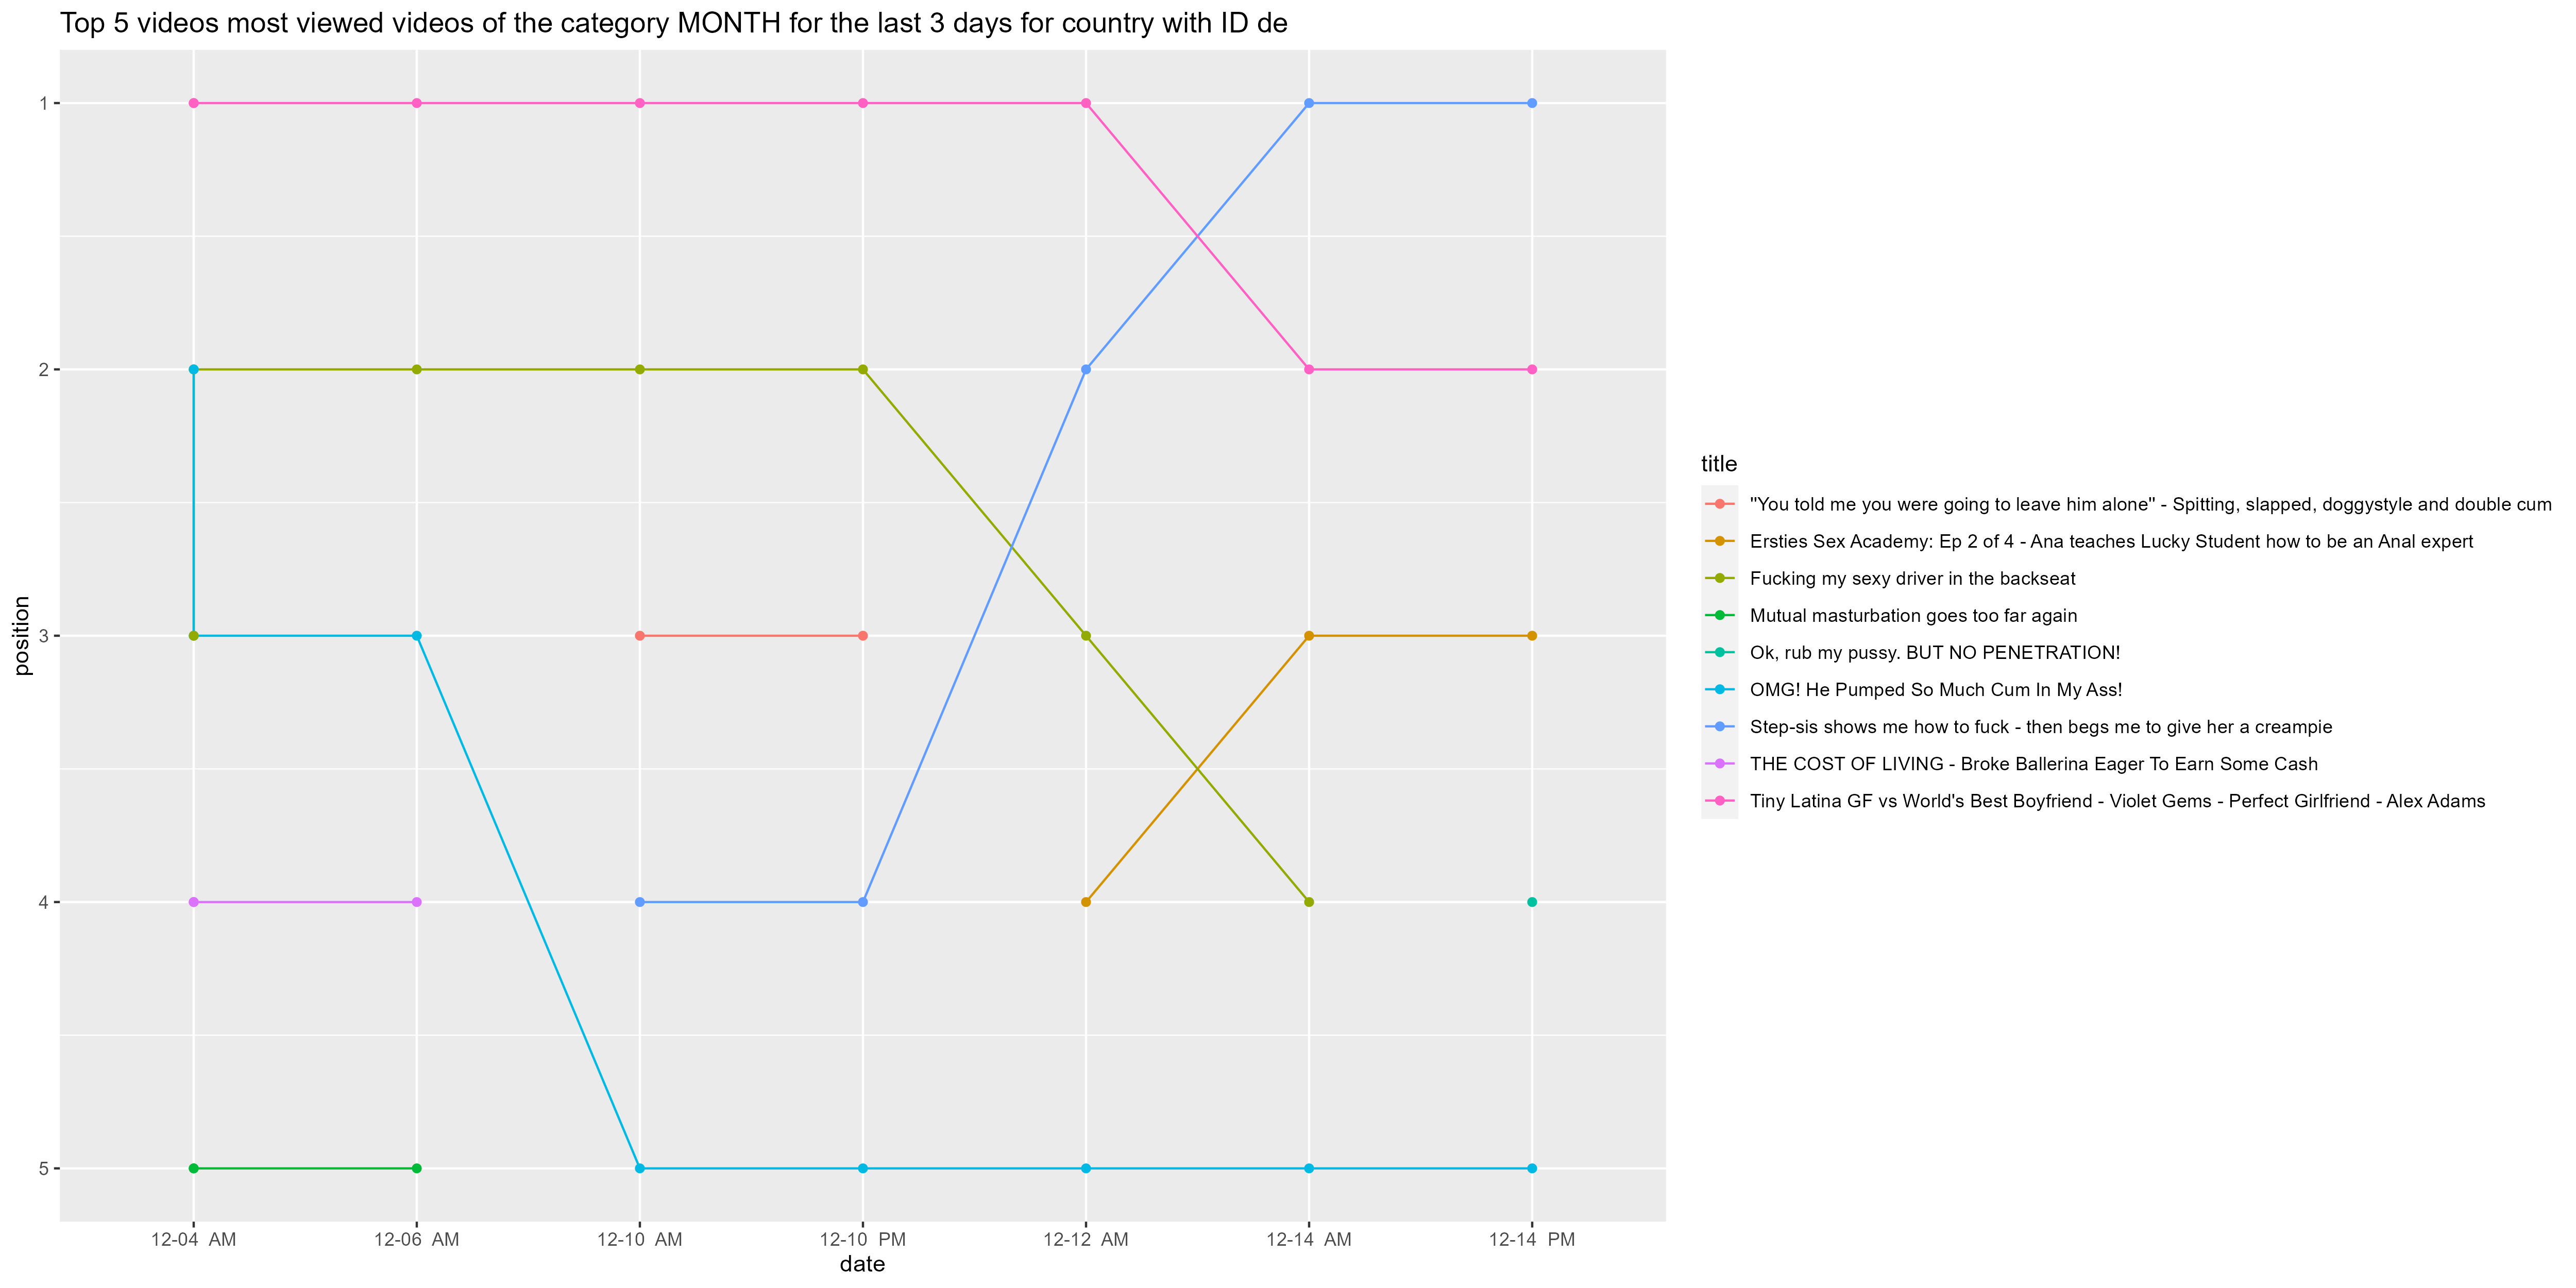 Top 5 videos most viewed videos of the category MONTH for the last 3 days for country with ID de
position
1
2
3
4
5
12-04  AM
12-06  AM
12-10  AM
12-10  PM
12-12  AM
12-14  AM
12-14  PM
date
title
"You told me you were going to leave him alone" - Spitting, slapped, doggystyle and double cum
Ersties Sex Academy: Ep 2 of 4 - Ana teaches Lucky Student how to be an Anal expert
Fucking my sexy driver in the backseat
Mutual masturbation goes too far again
Ok, rub my pussy. BUT NO PENETRATION!
OMG! He Pumped So Much Cum In My Ass!
Step-sis shows me how to fuck - then begs me to give her a creampie
THE COST OF LIVING - Broke Ballerina Eager To Earn Some Cash
Tiny Latina GF vs World's Best Boyfriend - Violet Gems - Perfect Girlfriend - Alex Adams